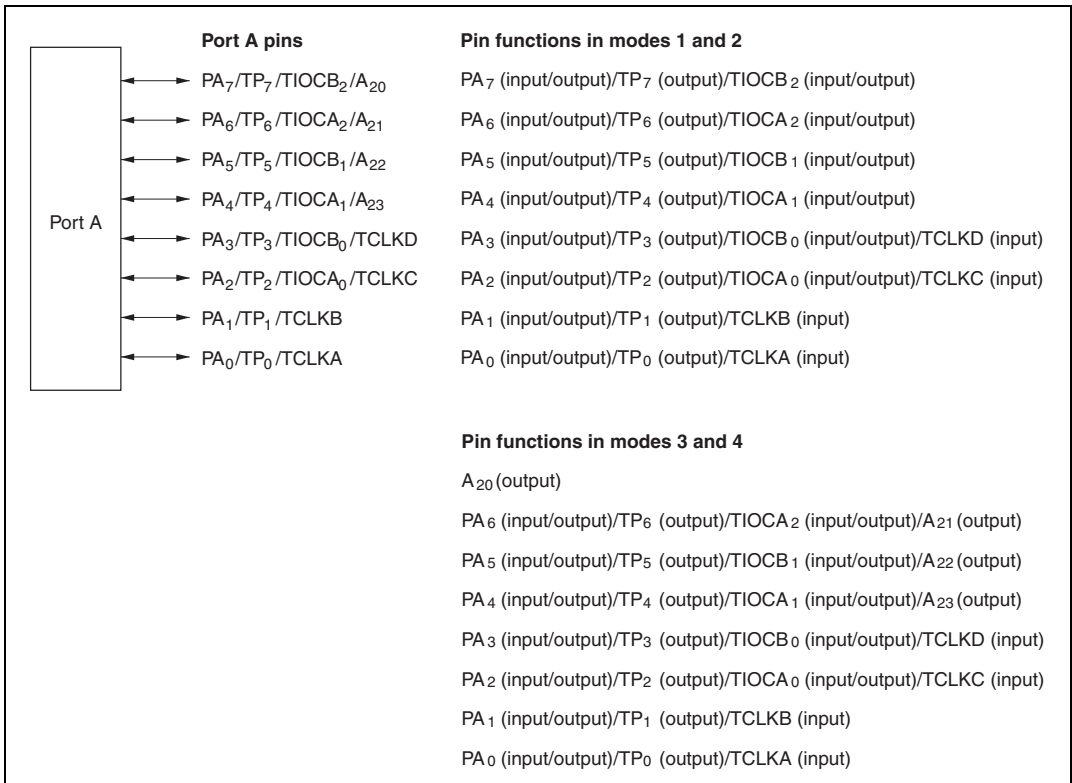 Port A pins
Pin functions in modes 1 and 2
Port A
PA7/TP7/TIOCB2/A20
PA7 (input/output)/TP7 (output)/TIOCB2 (input/output)
PA6/TP6/TIOCA2/A21
PA6 (input/output)/TP6 (output)/TIOCA2 (input/output)
PA5/TP5/TIOCB1/A22
PA5 (input/output)/TP5 (output)/TIOCB1 (input/output)
PA4/TP4/TIOCA1/A23
PA4 (input/output)/TP4 (output)/TIOCA1 (input/output)
PA3/TP3/TIOCB0/TCLKD
PA3 (input/output)/TP3 (output)/TIOCB0 (input/output)/TCLKD (input)
PA2/TP2/TIOCA0/TCLKC
PA2 (input/output)/TP2 (output)/TIOCA0 (input/output)/TCLKC (input)
PA1/TP1/TCLKB
PA1 (input/output)/TP1 (output)/TCLKB (input)
PA0/TP0/TCLKA
PA0 (input/output)/TP0 (output)/TCLKA (input)
Pin functions in modes 3 and 4
A20 (output)
PA6 (input/output)/TP6 (output)/TIOCA2 (input/output)/A21 (output)
PA5 (input/output)/TP5 (output)/TIOCB1 (input/output)/A22 (output)
PA4 (input/output)/TP4 (output)/TIOCA1 (input/output)/A23 (output)
PA3 (input/output)/TP3 (output)/TIOCB0 (input/output)/TCLKD (input)
PA2 (input/output)/TP2 (output)/TIOCA0 (input/output)/TCLKC (input)
PA1 (input/output)/TP1 (output)/TCLKB (input)
PA0 (input/output)/TP0 (output)/TCLKA (input)